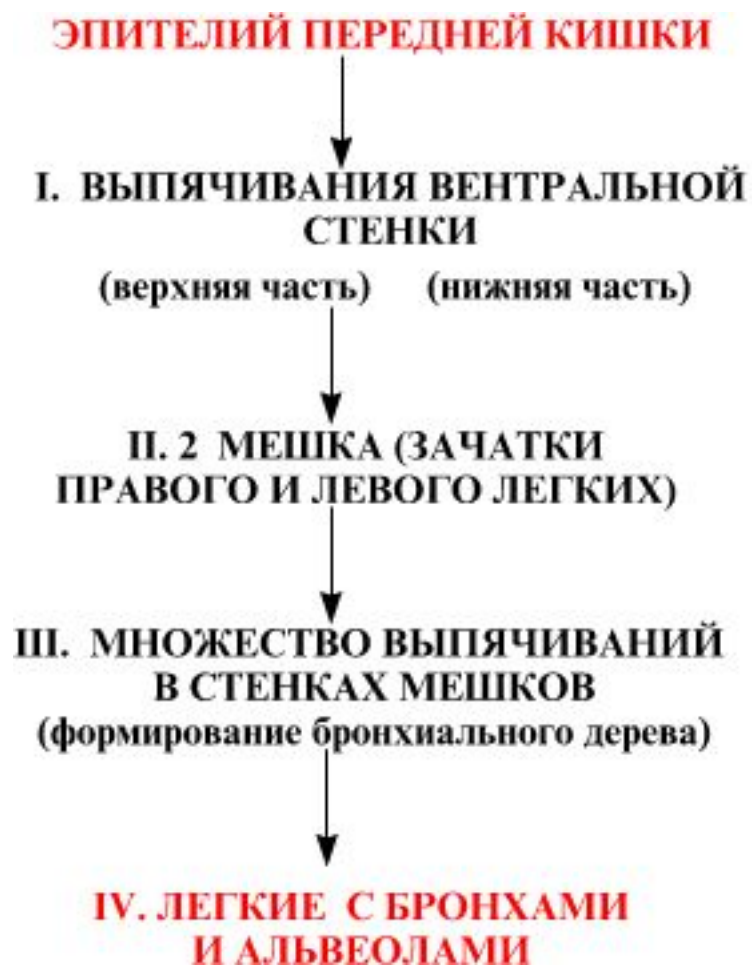 ЭПИТЕЛИЙ ПЕРЕДНЕЙ КИШКИ
I. ВЫПЯЧИВАНИЯ ВЕНТРАЛЬНОЙ
СТЕНКИ
(верхняя часть) (нижняя часть)
II. 2 МЕШКА (ЗАЧАТКИ
ПРАВОГО И ЛЕВОГО ЛЕГКИХ)
III. МНОЖЕСТВО ВЫПЯЧИВАНИЙ
В СТЕНКАХ МЕШКОВ
(формирование бронхиального дерева)
IV. ЛЕГКИЕ С БРОНХАМИ
И АЛЬВЕОЛАМИ